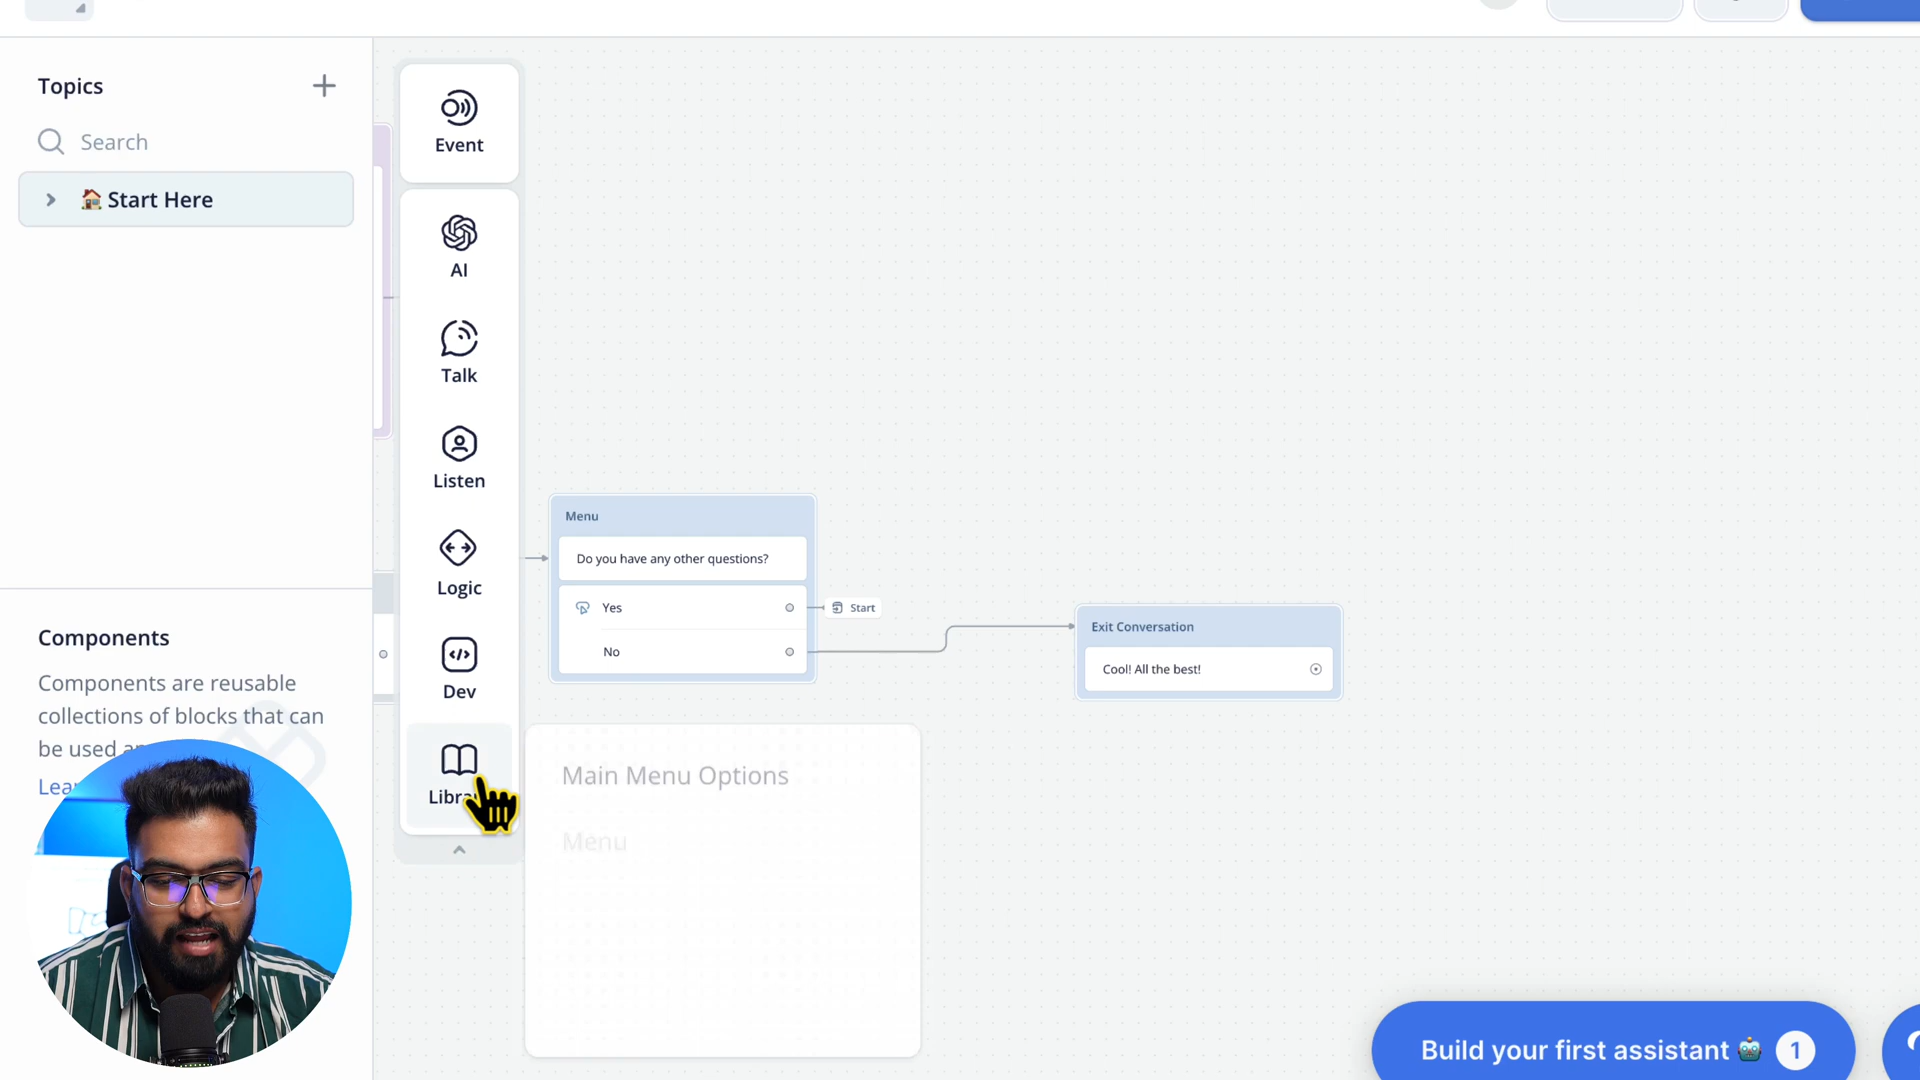 Topics
Search
🏠 Start Here
Components
Components are reusable
collections of blocks that can
be used
Event
AI
Talk
Listen
Logic
Dev
Menu
Do you have any other questions?
Yes
Start
No
Exit Conversation
Cool! All the best!
Main Menu Options
Menu
Build your first assistant 🤖 1